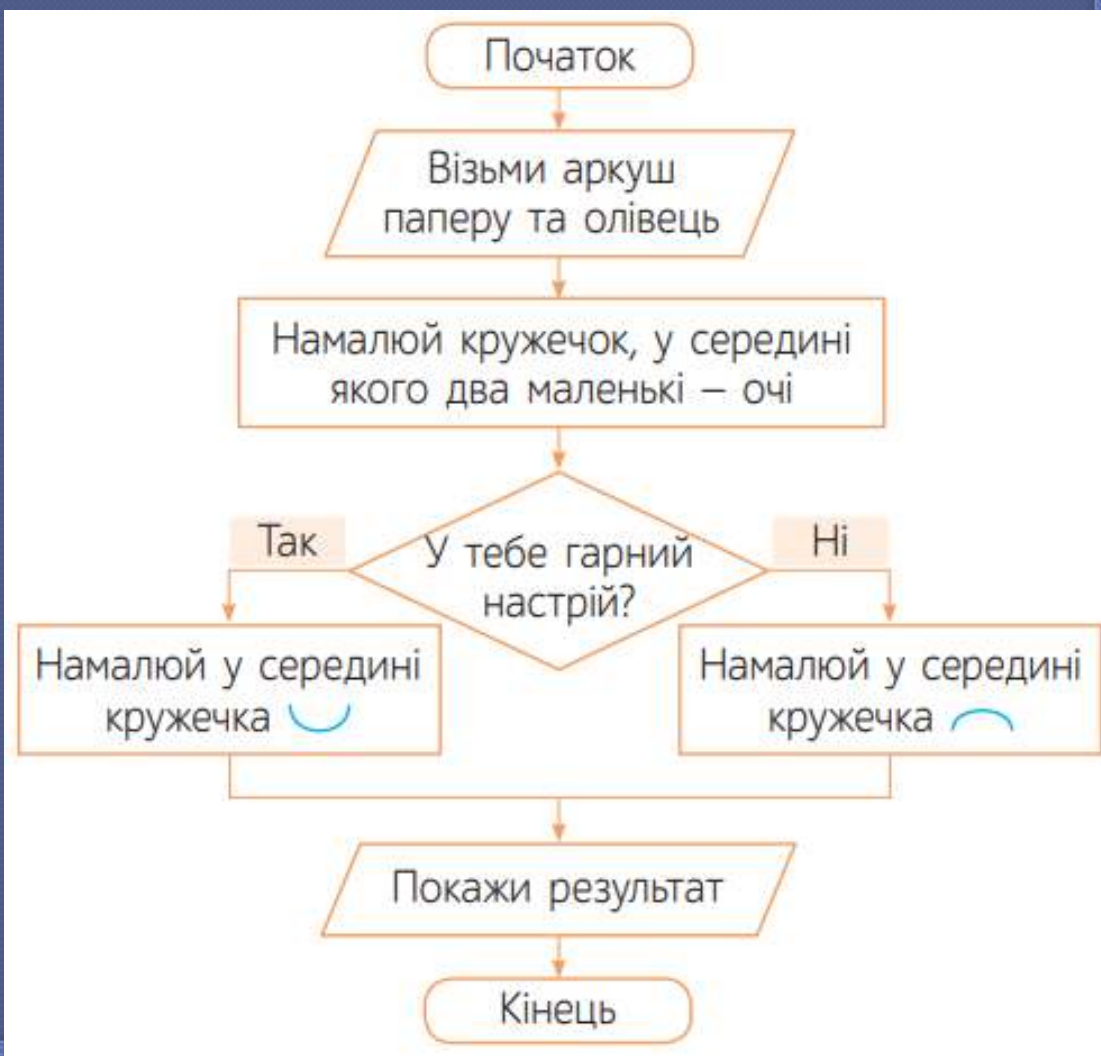 Початок
Візьми аркуш
паперу та олівець
Намалюй кружечок, у середині
якого два маленькі – очі
У тебе гарний
настрій?
Так
Ні
Намалюй у середині
кружечка
Намалюй у середині
кружечка
Покажи результат
Кінець